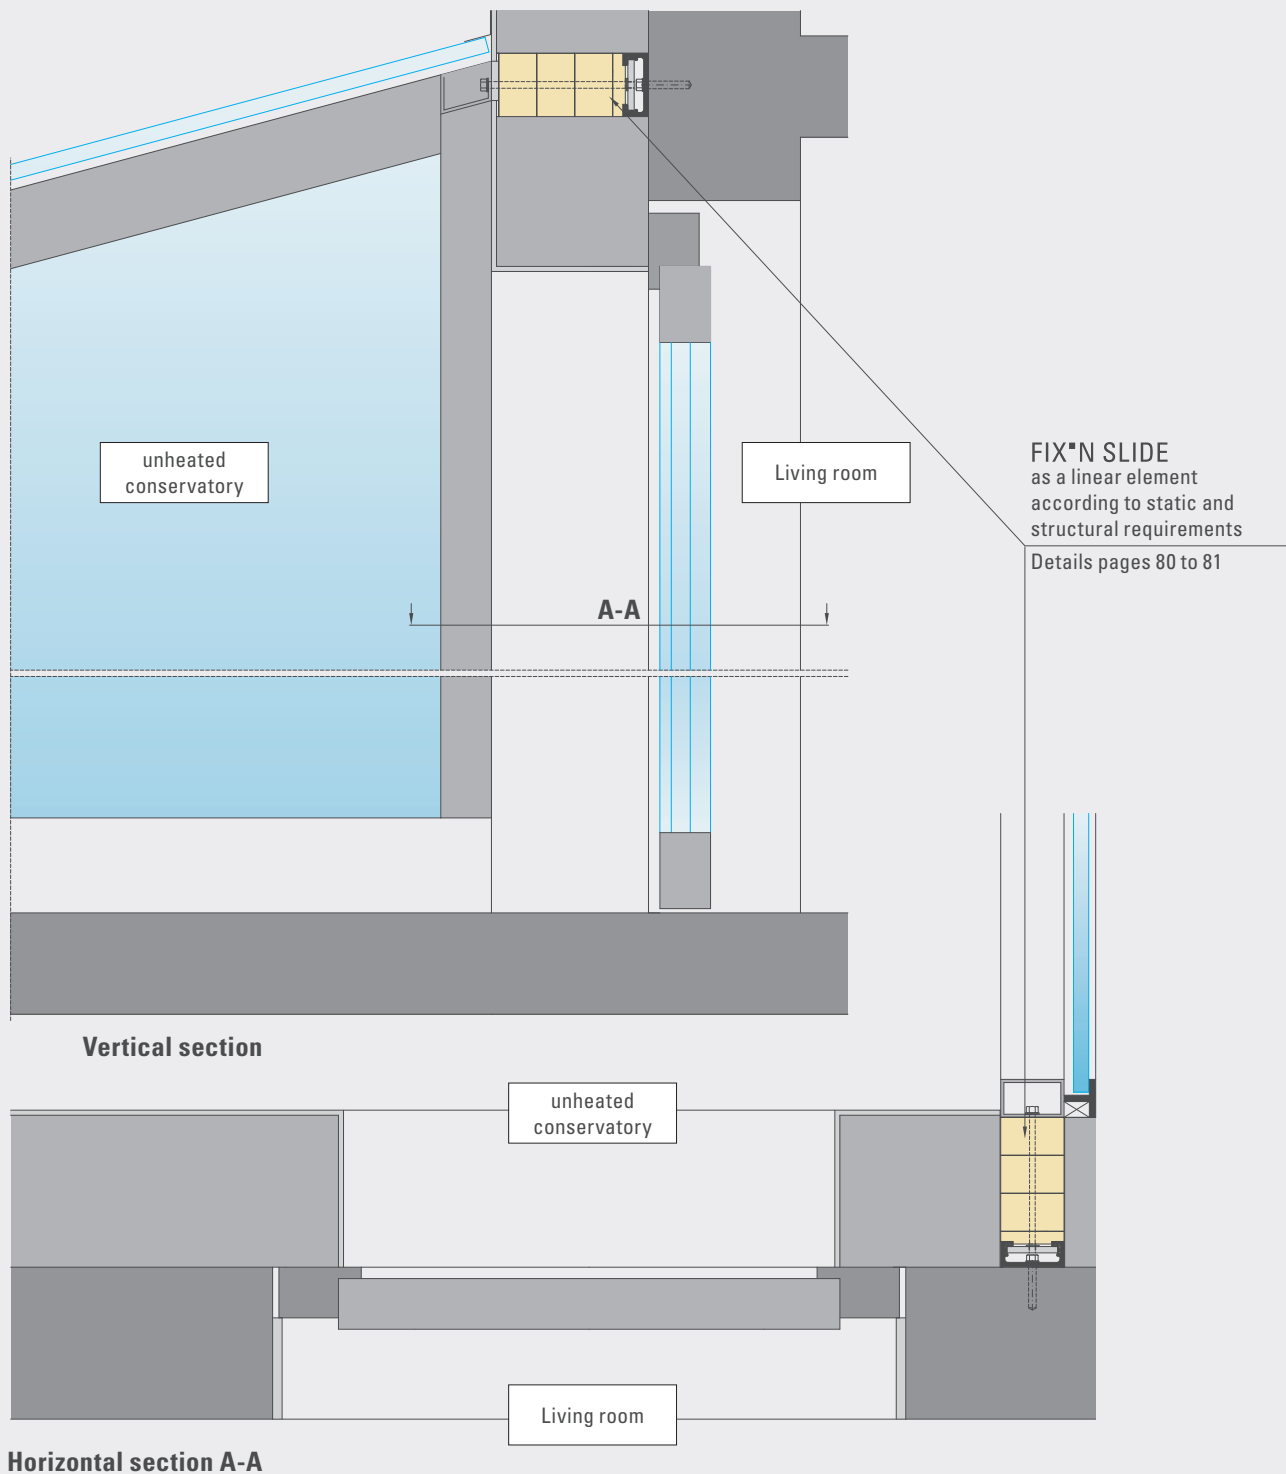 unheated
conservatory
Living room
FIX▪N SLIDE
as a linear element
according to static and
structural requirements
Details pages 80 to 81
A-A
Vertical section
unheated
conservatory
Living room
Horizontal section A-A